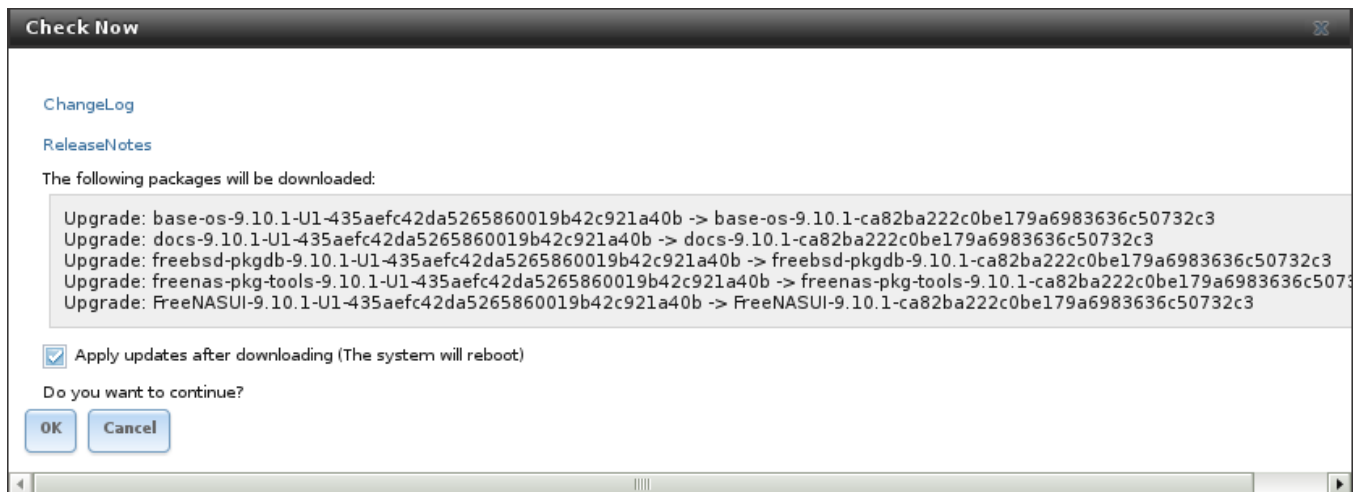 Check Now
ChangeLog
ReleaseNotes
The following packages will be downloaded:
Upgrade: base-os-9.10.1-U1-435aefc42da5265860019b42c921a40b -> base-os-9.10.1-ca82ba222c0be179a6983636c50732c3
Upgrade: docs-9.10.1-U1-435aefc42da5265860019b42c921a40b -> docs-9.10.1-ca82ba222c0be179a6983636c50732c3
Upgrade: freebsd-pkgdb-9.10.1-U1-435aefc42da5265860019b42c921a40b -> freebsd-pkgdb-9.10.1-ca82ba222c0be179a6983636c50732c3
Upgrade: freenas-pkg-tools-9.10.1-U1-435aefc42da5265860019b42c921a40b -> freenas-pkg-tools-9.10.1-ca82ba222c0be179a6983636c5073
Upgrade: FreeNASUI-9.10.1-U1-435aefc42da5265860019b42c921a40b -> FreeNASUI-9.10.1-ca82ba222c0be179a6983636c50732c3
Apply updates after downloading (The system will reboot)
Do you want to continue?
OK Cancel